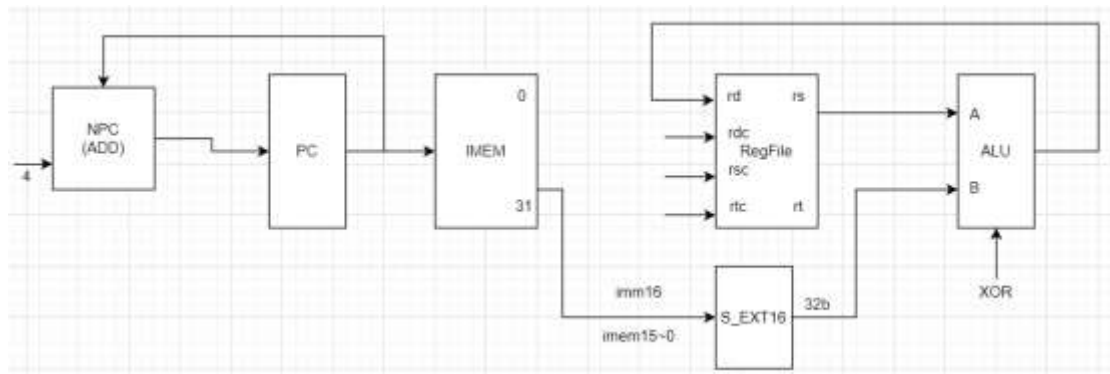 NPC
(ADD)
4
PC
0
IMEM
31
rd
rs
rdc
RegFile
rsc
rtc
rt
A
ALU
B
XOR
imm16
imem15~0
S_EXT16
32b